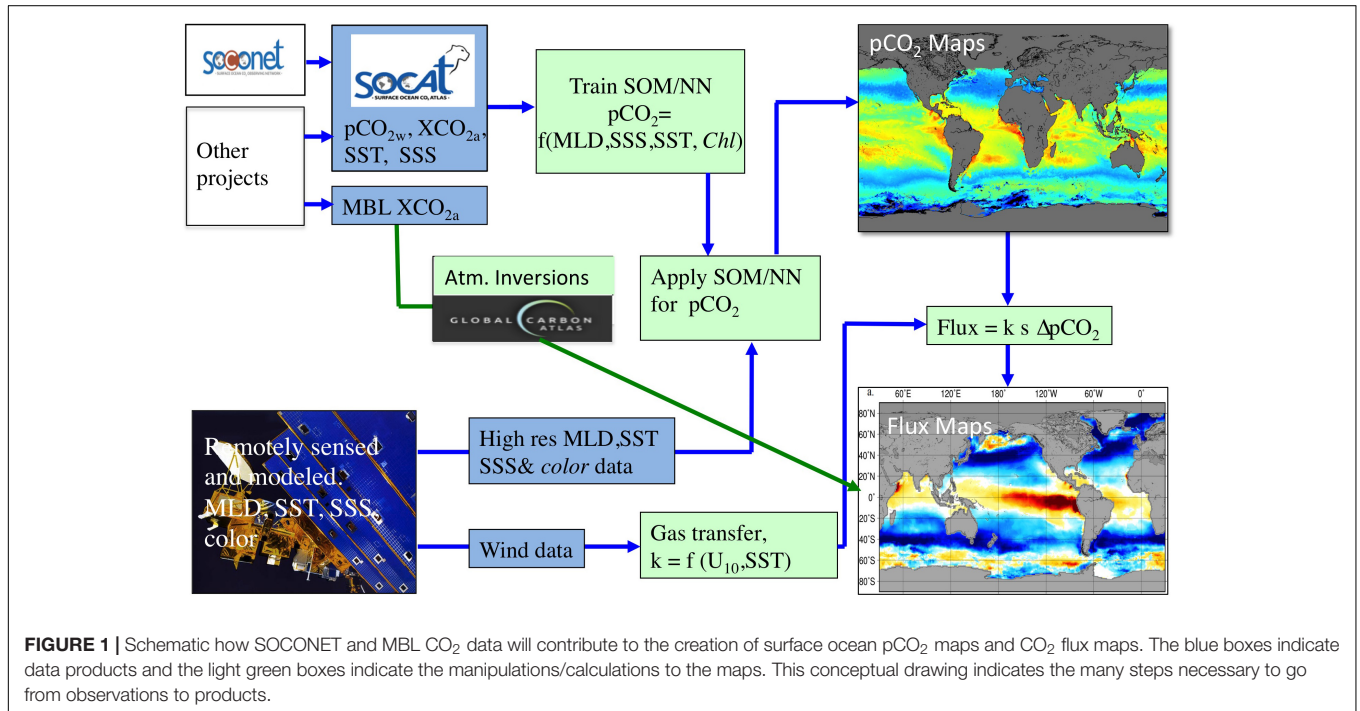 soconet
- SURFACE OCEAN CO₂ OBSERVING NETWORK -
Other
projects
SOCAT
- SURFACE OCEAN CO₂ ATLAS -
pCO₂w, XCO₂a,
SST, SSS
MBL XCO₂a
Train SOM/NN
pCO₂=
f(MLD,SSS,SST, Chl)
pCO₂ Maps
Atm. Inversions
GLOBAL CARBON
ATLAS
Apply SOM/NN
for pCO₂
Flux = k s ΔpCO₂
Remotely sensed
and modeled.
MLD, SST, SSS,
color
High res MLD,SST
SSS& color data
Wind data
Gas transfer,
k = f (U₁₀,SST)
a.
60˚E 120˚E 180˚ 120˚W 60˚W 0˚
Flux Maps
80˚N
60˚N
40˚N
20˚N
0˚
20˚S
40˚S
60˚S
80˚S
FIGURE 1 | Schematic how SOCONET and MBL CO₂ data will contribute to the creation of surface ocean pCO₂ maps and CO₂ flux maps. The blue boxes indicate
data products and the light green boxes indicate the manipulations/calculations to the maps. This conceptual drawing indicates the many steps necessary to go
from observations to products.